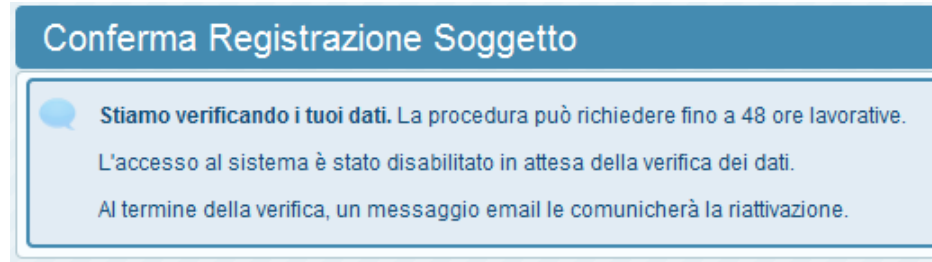 Conferma Registrazione Soggetto
Stiamo verificando i tuoi dati. La procedura può richiedere fino a 48 ore lavorative.
L'accesso al sistema è stato disabilitato in attesa della verifica dei dati.
Al termine della verifica, un messaggio email le comunicherà la riattivazione.